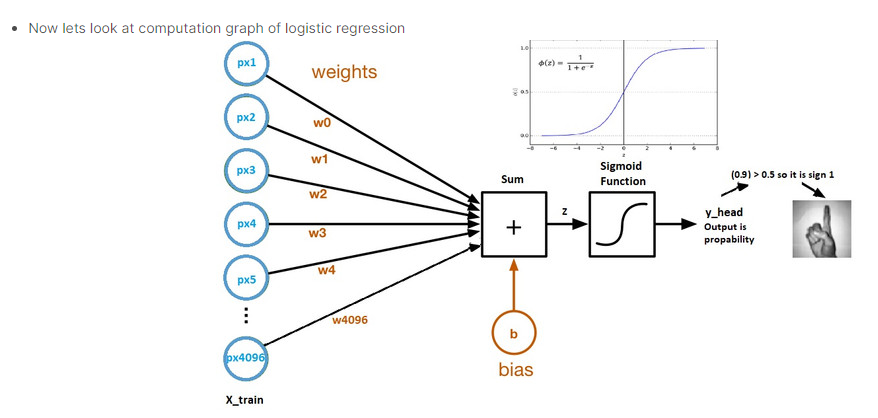 Now lets look at computation graph of logistic regression
px1
px2
px3
px4
px5
px4096
X_train
weights
w0
w1
w2
w3
w4
w4096
Sum
+
b
bias
z
1.0
0.5
0.0
ϕ(z) = 1 / 1 + e^-z
-8 -6 -4 -2 0 2 4 6 8
z
Sigmoid
Function
y_head
Output is
propability
(0.9) > 0.5 so it is sign 1